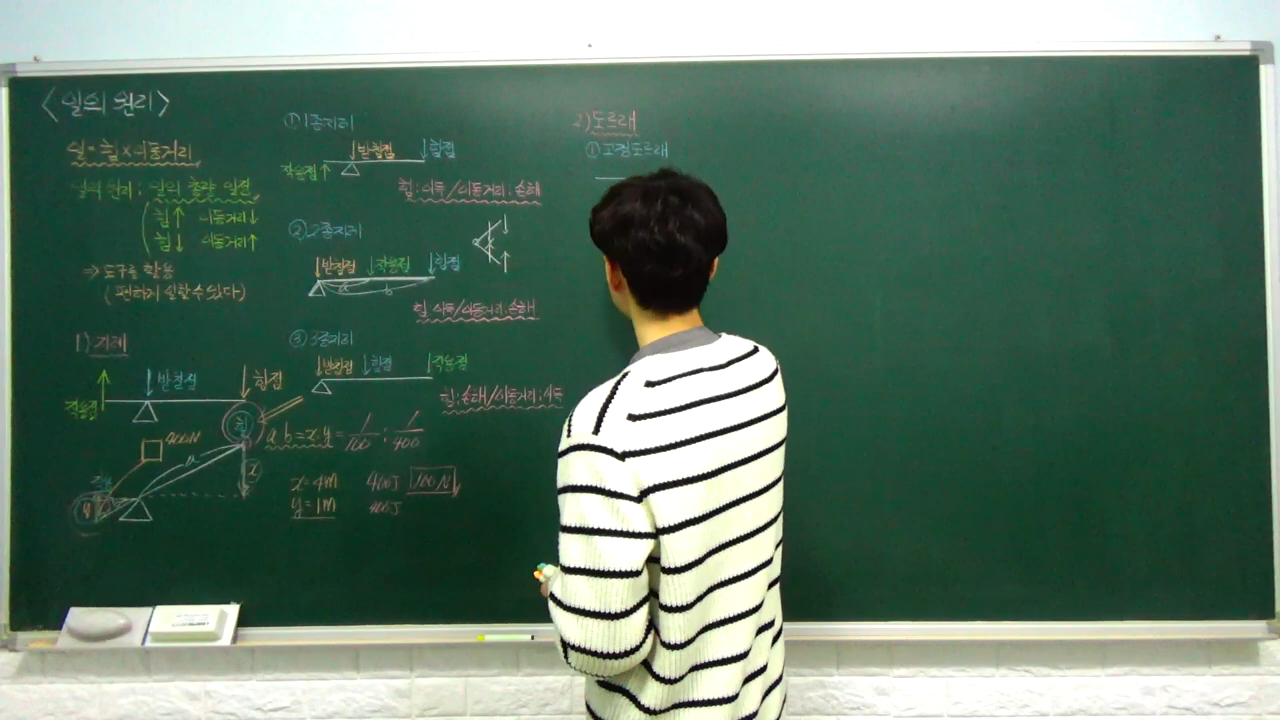 〈일의 원리〉
일 = 힘 × 이동거리
일의 원리 : 일의 총량 일정
힘↑ 이동거리↓
힘↓ 이동거리↑
⇒ 도구를 활용
(편하게 일할 수 있다)
1) 지레
↑ ↓받침점 ↓힘점
작용점
힘
400N
a
x
y
① 1종지레
↓받침점 ↓힘점
작용점↑
힘 : 이득 / 이동거리 : 손해
② 2종지레
↓받침점 ↓작용점 ↓힘점
a b
힘 : 이득 / 이동거리 : 손해
③ 3종지레
↓받침점 ↓힘점 ↓작용점
힘 : 손해 / 이동거리 : 이득
a : b = x : y = 1/100 : 1/400
x = 4m 400J 100N
y = 1m 400J
2) 도르래
① 고정도르래